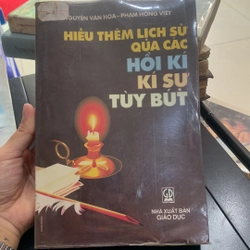 NGUYỄN VĂN HOA - PHẠM HỒNG VIỆT
HIỂU THÊM LỊCH SỬ
QUA CÁC
HỒI KÍ
KÍ SỰ
TÙY BÚT
NHÀ XUẤT BẢN
GIÁO DỤC